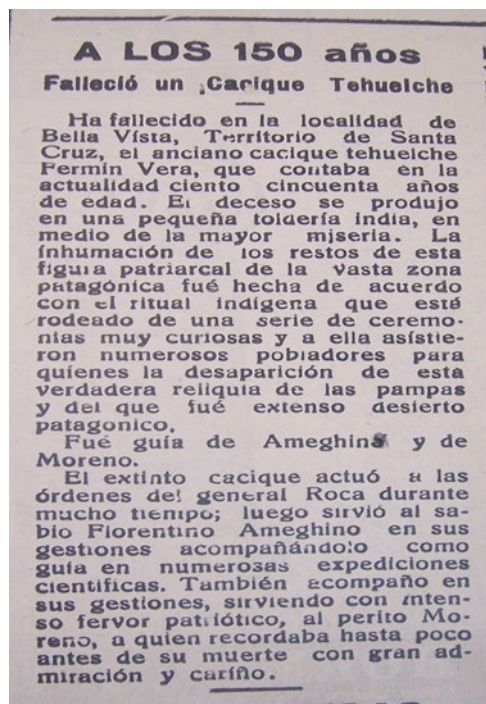 A LOS 150 años
Falleció un Cacique Tehuelche
Ha fallecido en la localidad de
Bella Vista, Territorio de Santa
Cruz, el anciano cacique tehuelche
Fermin Vera, que contaba en la
actualidad ciento cincuenta años
de edad. El deceso se produjo
en una pequeña toldería india, en
medio de la mayor miseria. La
inhumación de los restos de esta
figura patriarcal de la vasta zona
patagónica fué hecha de acuerdo
con el ritual indígena que está
rodeado de una serie de ceremo-
nias muy curiosas y a ella asistie-
ron numerosos pobladores para
quienes la desaparición de esta
verdadera reliquia de las pampas
y del que fué extenso desierto
patagonico.
Fué guía de Ameghino y de
Moreno.
El extinto cacique actuó a las
órdenes del general Roca durante
mucho tiempo; luego sirvió al sa-
bio Florentino Ameghino en sus
gestiones acompañándolo como
guía en numerosas expediciones
científicas. También acompaño en
sus gestiones, sirviendo con inten-
so fervor patriótico, al perito Mo-
reno, a quien recordaba hasta poco
antes de su muerte con gran ad-
miración y cariño.